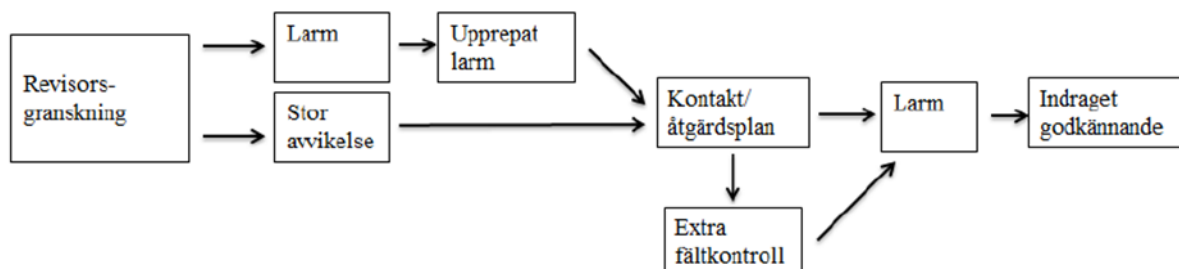 Revisors-
granskning
Larm
Upprepat
larm
Stor
avvikelse
Kontakt/
åtgärdsplan
Extra
fältkontroll
Larm
Indraget
godkännande